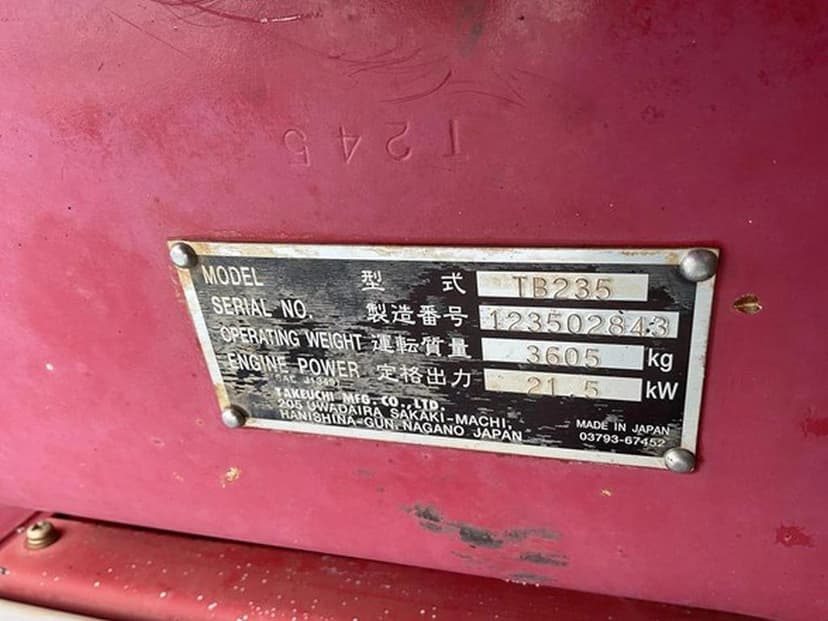 T245
MODEL 型式 TB235
SERIAL NO. 製造番号 123502843
OPERATING WEIGHT 運転質量 3605 kg
ENGINE POWER 定格出力 21.5 kW
(SAE J1349)
TAKEUCHI MFG. CO., LTD.
205 UWADAIRA SAKAKI-MACHI,
HANISHINA-GUN, NAGANO JAPAN
MADE IN JAPAN
03793-67452